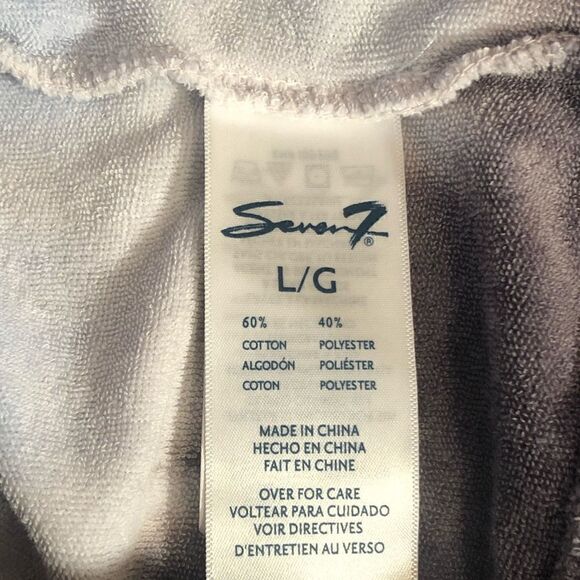 Seven7®
L/G
60% 40%
COTTON POLYESTER
ALGODÓN POLIÉSTER
COTON POLYESTER
MADE IN CHINA
HECHO EN CHINA
FAIT EN CHINE
OVER FOR CARE
VOLTEAR PARA CUIDADO
VOIR DIRECTIVES
D'ENTRETIEN AU VERSO